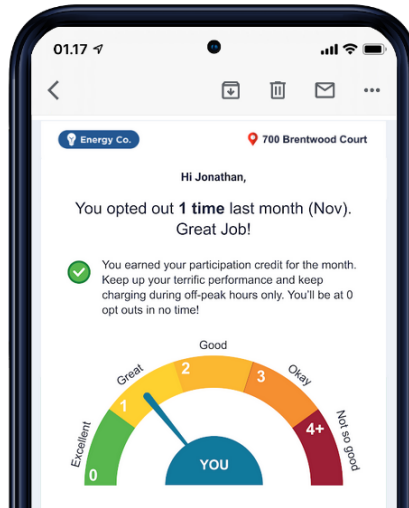 01.17
Energy Co.
700 Brentwood Court
Hi Jonathan,
You opted out 1 time last month (Nov).
Great Job!
You earned your participation credit for the month.
Keep up your terrific performance and keep
charging during off-peak hours only. You'll be at 0
opt outs in no time!
Excellent
Great
Good
Okay
Not so good
0
1
2
3
4+
YOU